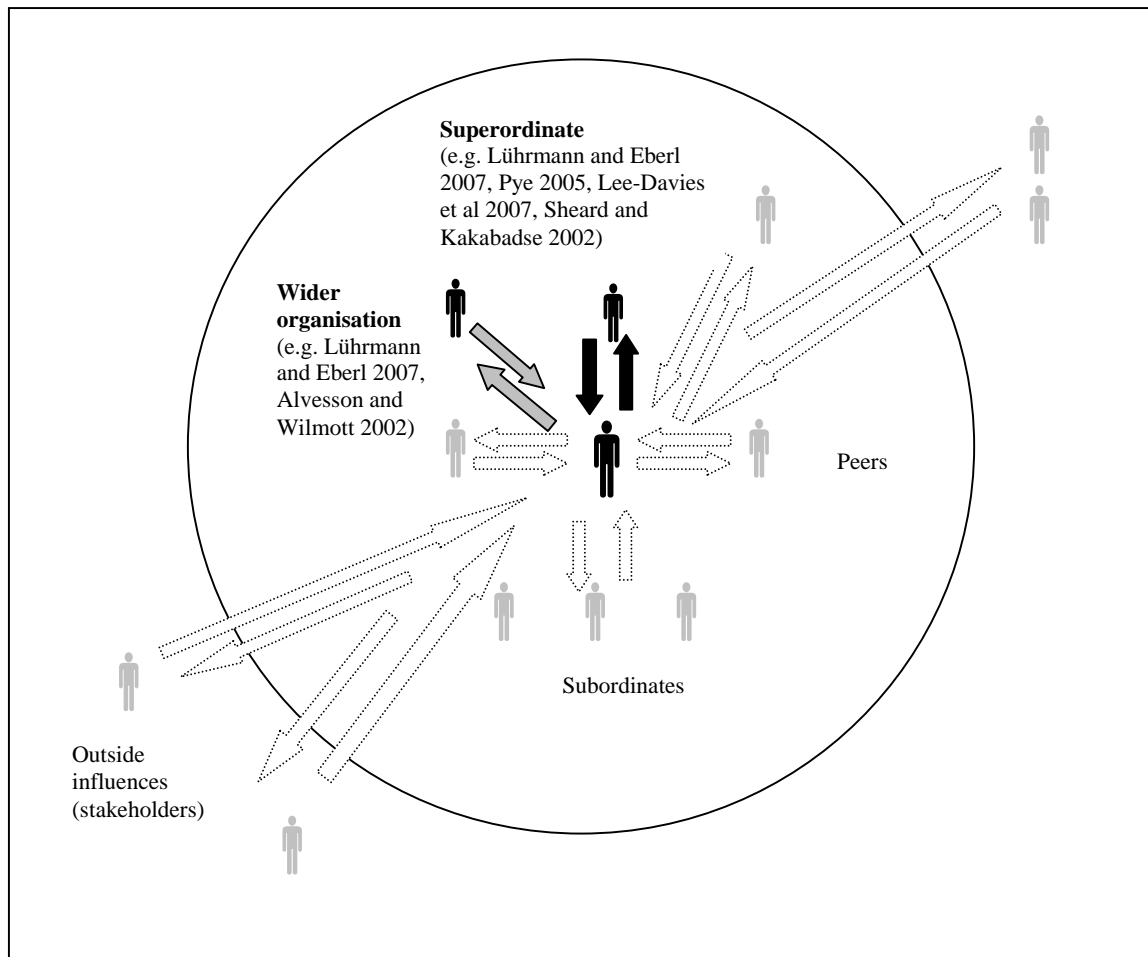 Superordinate
(e.g. Lührmann and Eberl
2007, Pye 2005, Lee-Davies
et al 2007, Sheard and
Kakabadse 2002)
Wider
organisation
(e.g. Lührmann
and Eberl 2007,
Alvesson and
Wilmott 2002)
Peers
Subordinates
Outside
influences
(stakeholders)